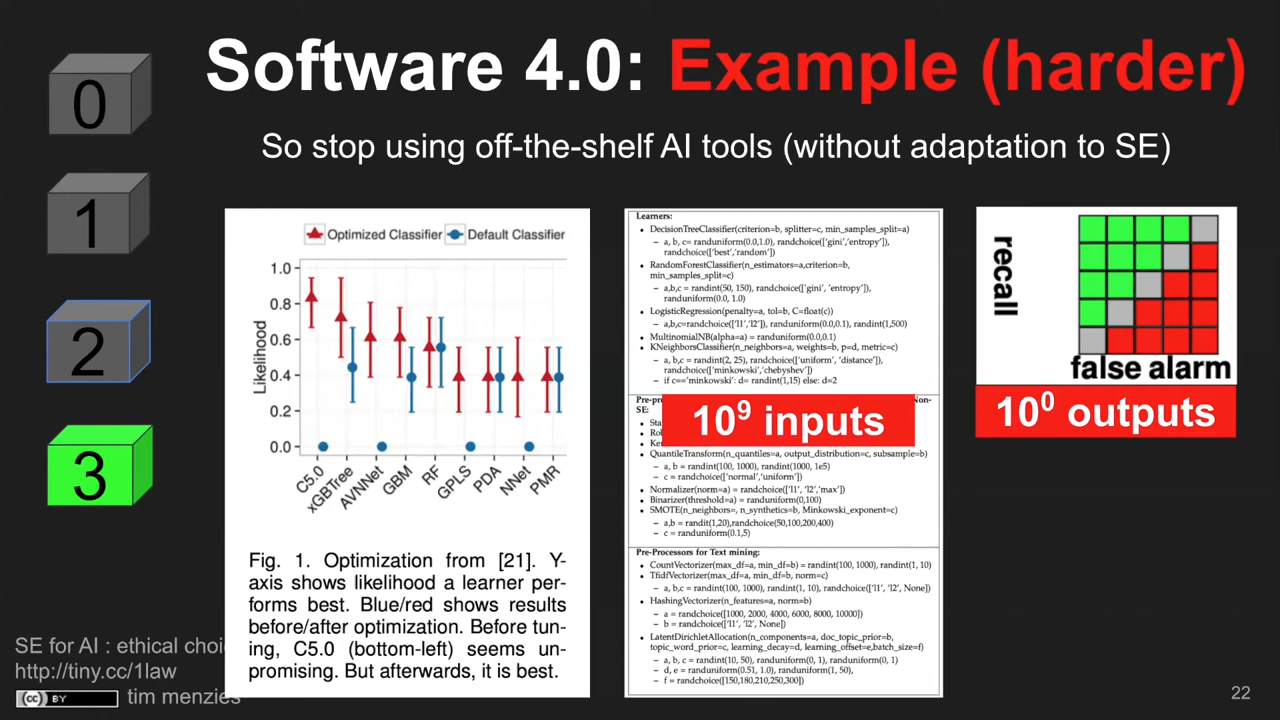 Software 4.0: Example (harder)
So stop using off-the-shelf AI tools (without adaptation to SE)
0
1
2
3
Optimized Classifier Default Classifier
Likelihood
1.0
0.8
0.6
0.4
0.2
0.0
C5.0
xGBTree
AVNNet
GBM
RF
GPLS
PDA
NNet
PMR
Fig. 1. Optimization from [21]. Y-
axis shows likelihood a learner per-
forms best. Blue/red shows results
before/after optimization. Before tun-
ing, C5.0 (bottom-left) seems un-
promising. But afterwards, it is best.
Learners:
• DecisionTreeClassifier(criterion=b, splitter=c, min_samples_split=a)
– a, b, c= randuniform(0.0,1.0), randchoice(['gini','entropy']),
randchoice(['best','random'])
• RandomForestClassifier(n_estimators=a,criterion=b,
min_samples_split=c)
– a,b,c = randint(50, 150), randchoice(['gini', 'entropy']),
randuniform(0.0, 1.0)
• LogisticRegression(penalty=a, tol=b, C=float(c))
– a,b,c=randchoice(['l1','l2']), randuniform(0.0,0.1), randint(1,500)
• MultinomialNB(alpha=a) = randuniform(0.0,0.1)
• KNeighborsClassifier(n_neighbors=a, weights=b, p=d, metric=c)
– a, b,c = randint(2, 25), randchoice(['uniform', 'distance']),
randchoice(['minkowski','chebyshev'])
– if c=='minkowski': d= randint(1,15) else: d=2
SE:
10⁹ inputs
• QuantileTransform(n_quantiles=a, output_distribution=c, subsample=b)
– a, b = randint(100, 1000), randint(1000, 1e5)
– c = randchoice(['normal','uniform'])
• Normalizer(norm=a) = randchoice(['l1', 'l2','max'])
• Binarizer(threshold=a) = randuniform(0,100)
• SMOTE(n_neighbors=, n_synthetics=b, Minkowski_exponent=c)
– a,b = randit(1,20),randchoice(50,100,200,400)
– c = randuniform(0.1,5)
Pre-Processors for Text mining:
• CountVectorizer(max_df=a, min_df=b) = randint(100, 1000), randint(1, 10)
• TfidfVectorizer(max_df=a, min_df=b, norm=c)
– a, b,c = randint(100, 1000), randint(1, 10), randchoice(['l1', 'l2', None])
• HashingVectorizer(n_features=a, norm=b)
– a = randchoice([1000, 2000, 4000, 6000, 8000, 10000])
– b = randchoice(['l1', 'l2', None])
• LatentDirichletAllocation(n_components=a, doc_topic_prior=b,
topic_word_prior=c, learning_decay=d, learning_offset=e,batch_size=f)
– a, b, c = randint(10, 50), randuniform(0, 1), randuniform(0, 1)
– d, e = randuniform(0.51, 1.0), randuniform(1, 50),
– f = randchoice([150,180,210,250,300])
recall
false alarm
10⁰ outputs
SE for AI : ethical
http://tiny.cc/1law
cc BY tim menzies
22